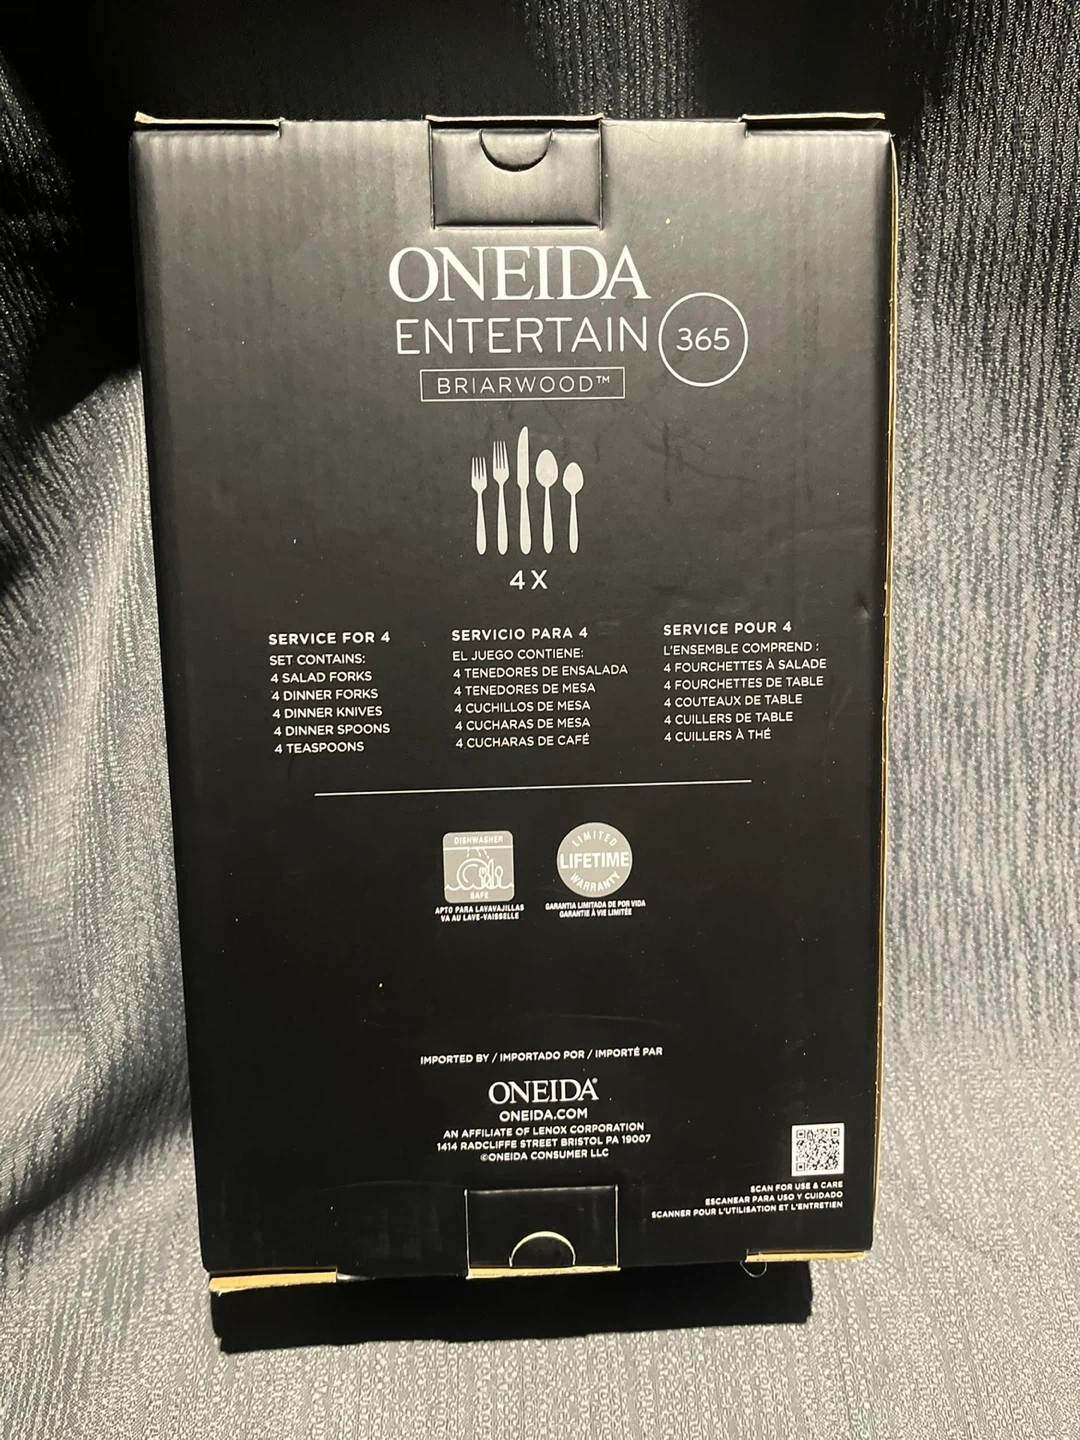 ONEIDA
ENTERTAIN 365
BRIARWOOD™
4 X
SERVICE FOR 4
SET CONTAINS:
4 SALAD FORKS
4 DINNER FORKS
4 DINNER KNIVES
4 DINNER SPOONS
4 TEASPOONS
SERVICIO PARA 4
EL JUEGO CONTIENE:
4 TENEDORES DE ENSALADA
4 TENEDORES DE MESA
4 CUCHILLOS DE MESA
4 CUCHARAS DE MESA
4 CUCHARAS DE CAFÉ
SERVICE POUR 4
L'ENSEMBLE COMPREND :
4 FOURCHETTES À SALADE
4 FOURCHETTES DE TABLE
4 COUTEAUX DE TABLE
4 CUILLERS DE TABLE
4 CUILLERS À THÉ
DISHWASHER
SAFE
APTO PARA LAVAVAJILLAS
VA AU LAVE-VAISSELLE
LIMITED
LIFETIME
WARRANTY
GARANTIA LIMITADA DE POR VIDA
GARANTIE À VIE LIMITÉE
IMPORTED BY / IMPORTADO POR / IMPORTÉ PAR
ONEIDA®
ONEIDA.COM
AN AFFILIATE OF LENOX CORPORATION
1414 RADCLIFFE STREET BRISTOL PA 19007
©ONEIDA CONSUMER LLC
SCAN FOR USE & CARE
ESCANEAR PARA USO Y CUIDADO
SCANNER POUR L'UTILISATION ET L'ENTRETIEN